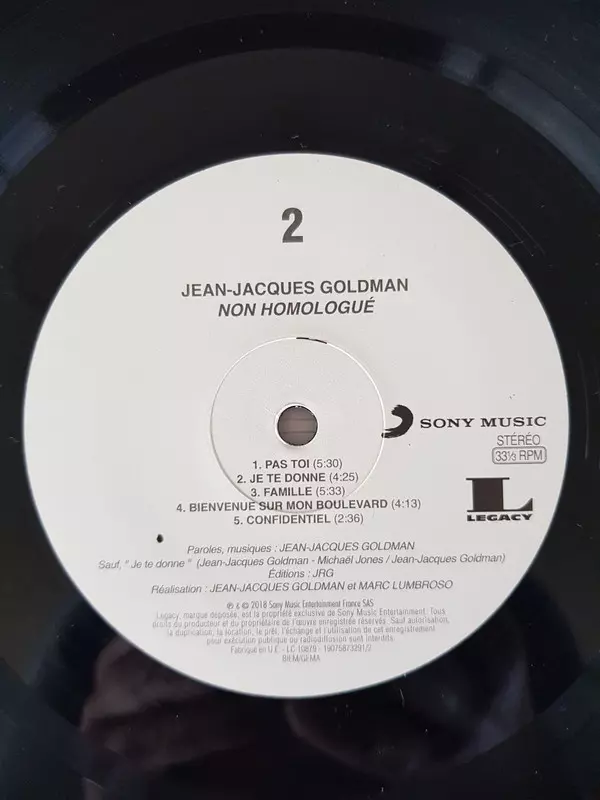 2
JEAN-JACQUES GOLDMAN
NON HOMOLOGUÉ
SONY MUSIC
STÉRÉO
33⅓ RPM
LEGACY
1. PAS TOI (5:30)
2. JE TE DONNE (4:25)
3. FAMILLE (5:33)
4. BIENVENUE SUR MON BOULEVARD (4:13)
5. CONFIDENTIEL (2:36)
Paroles, musiques : JEAN-JACQUES GOLDMAN
Sauf, " Je te donne " (Jean-Jacques Goldman - Michaël Jones / Jean-Jacques Goldman)
Éditions : JRG
Réalisation : JEAN-JACQUES GOLDMAN et MARC LUMBROSO
℗ & © 2018 Sony Music Entertainment France SAS
Legacy, marque déposée, est la propriété exclusive de Sony Music Entertainment. Tous
droits du producteur et du propriétaire de l'œuvre enregistrée réservés. Sauf autorisation,
la duplication, la location, le prêt, l'échange et l'utilisation de cet enregistrement
pour exécution publique ou radiodiffusion sont interdits.
Fabriqué en U.E. - LC 10879 - 19075873291/2
BIEM/GEMA